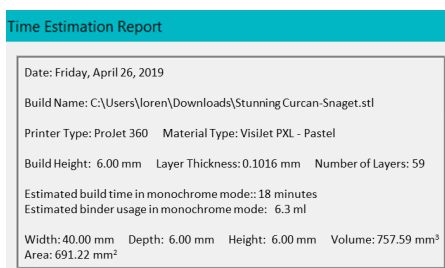 Time Estimation Report
Date: Friday, April 26, 2019
Build Name: C:\Users\loren\Downloads\Stunning Curcan-Snaget.stl
Printer Type: ProJet 360 Material Type: VisiJet PXL - Pastel
Build Height: 6.00 mm Layer Thickness: 0.1016 mm Number of Layers: 59
Estimated build time in monochrome mode:: 18 minutes
Estimated binder usage in monochrome mode: 6.3 ml
Width: 40.00 mm Depth: 6.00 mm Height: 6.00 mm Volume: 757.59 mm³
Area: 691.22 mm²